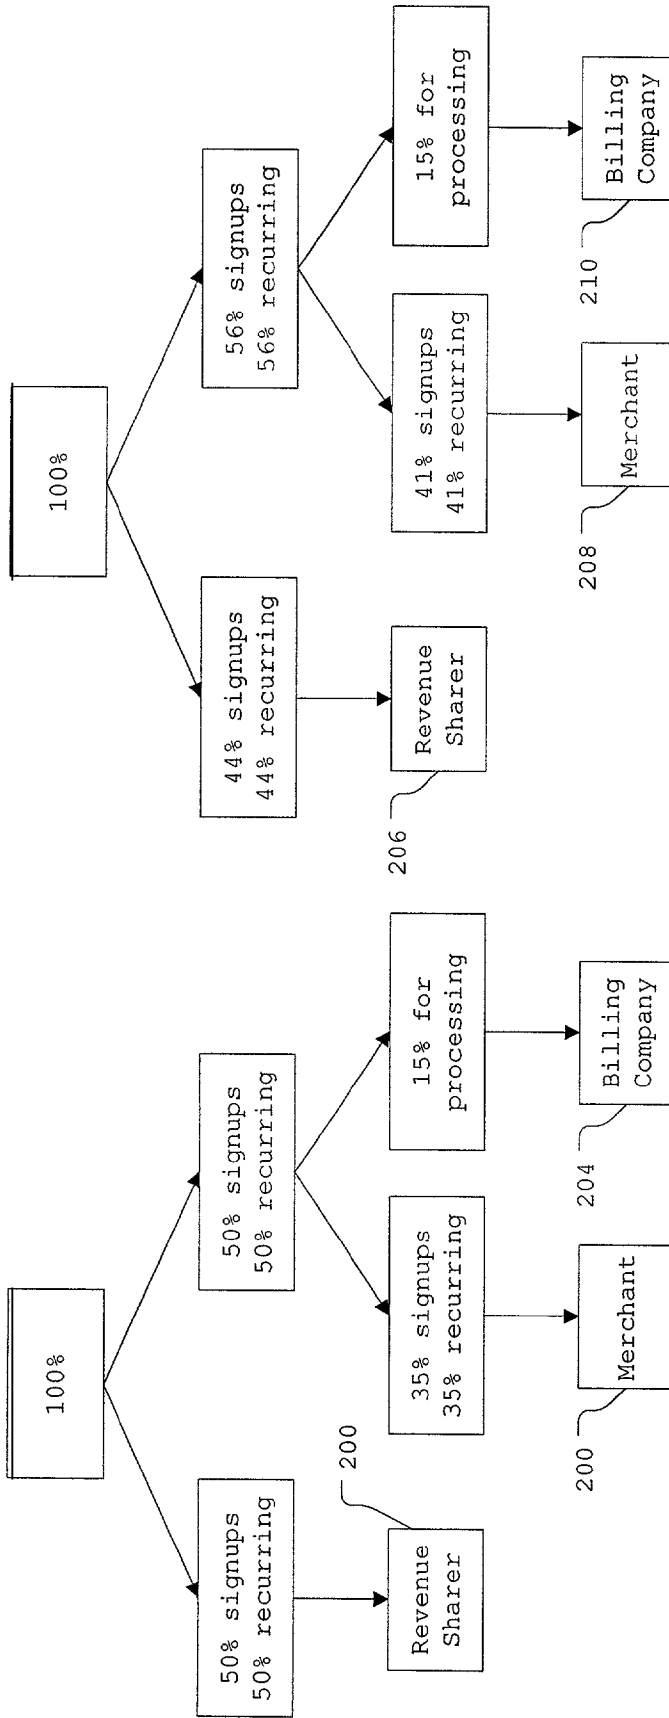 100%
50% signups
50% recurring
50% signups
50% recurring
Revenue
Sharer
200
35% signups
35% recurring
15% for
processing
Merchant
200
Billing
Company
204
100%
44% signups
44% recurring
56% signups
56% recurring
Revenue
Sharer
206
41% signups
41% recurring
15% for
processing
Merchant
208
Billing
Company
210